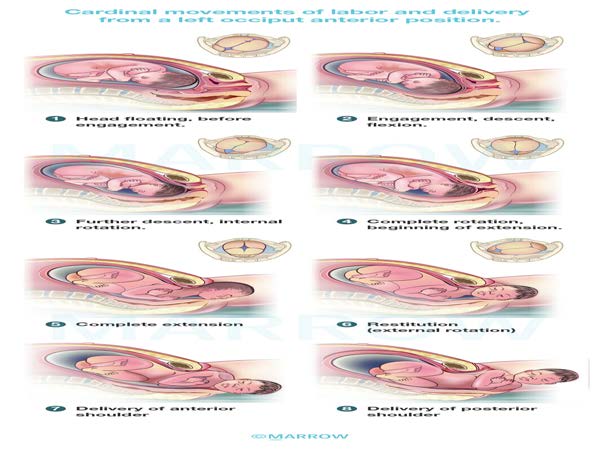 Cardinal movements of labor and delivery
from a left occiput anterior position.
1 Head floating, before
engagement.
2 Engagement, descent,
flexion.
MARROW
3 Further descent, internal
rotation.
4 Complete rotation,
beginning of extension.
5 Complete extension
6 Restitution
(external rotation)
MARROW
7 Delivery of anterior
shoulder
8 Delivery of posterior
shoulder
©MARROW